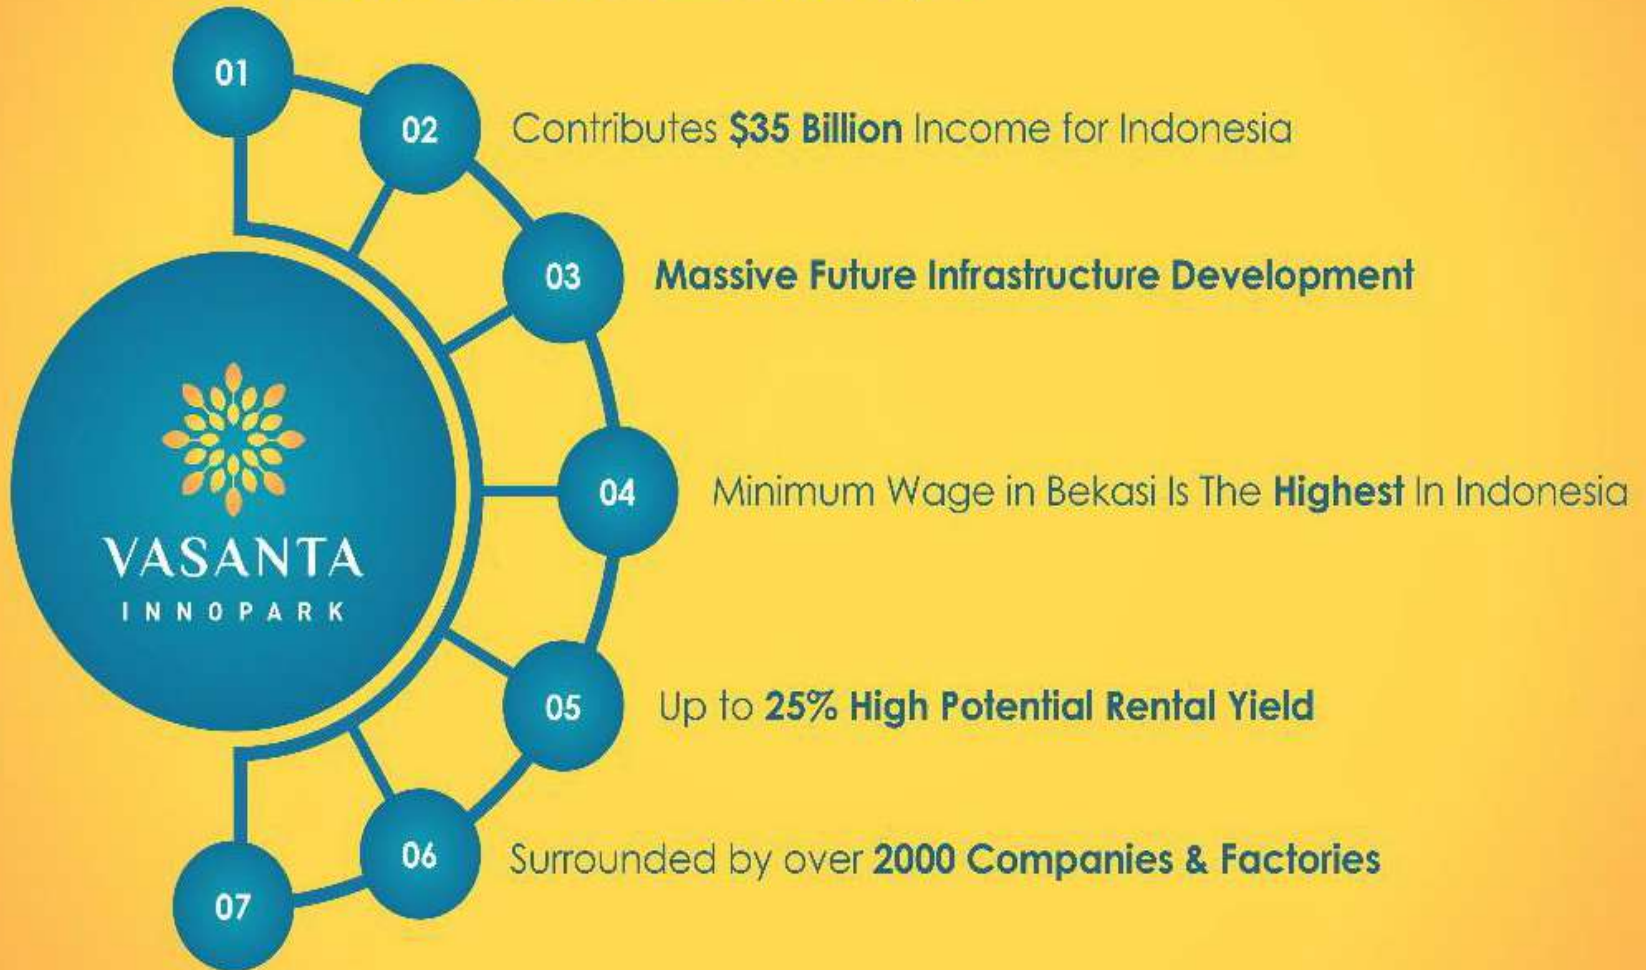 01
02
Contributes $35 Billion Income for Indonesia
03
Massive Future Infrastructure Development
04
Minimum Wage in Bekasi Is The Highest In Indonesia
VASANTA
INNOPARK
05
Up to 25% High Potential Rental Yield
06
Surrounded by over 2000 Companies & Factories
07